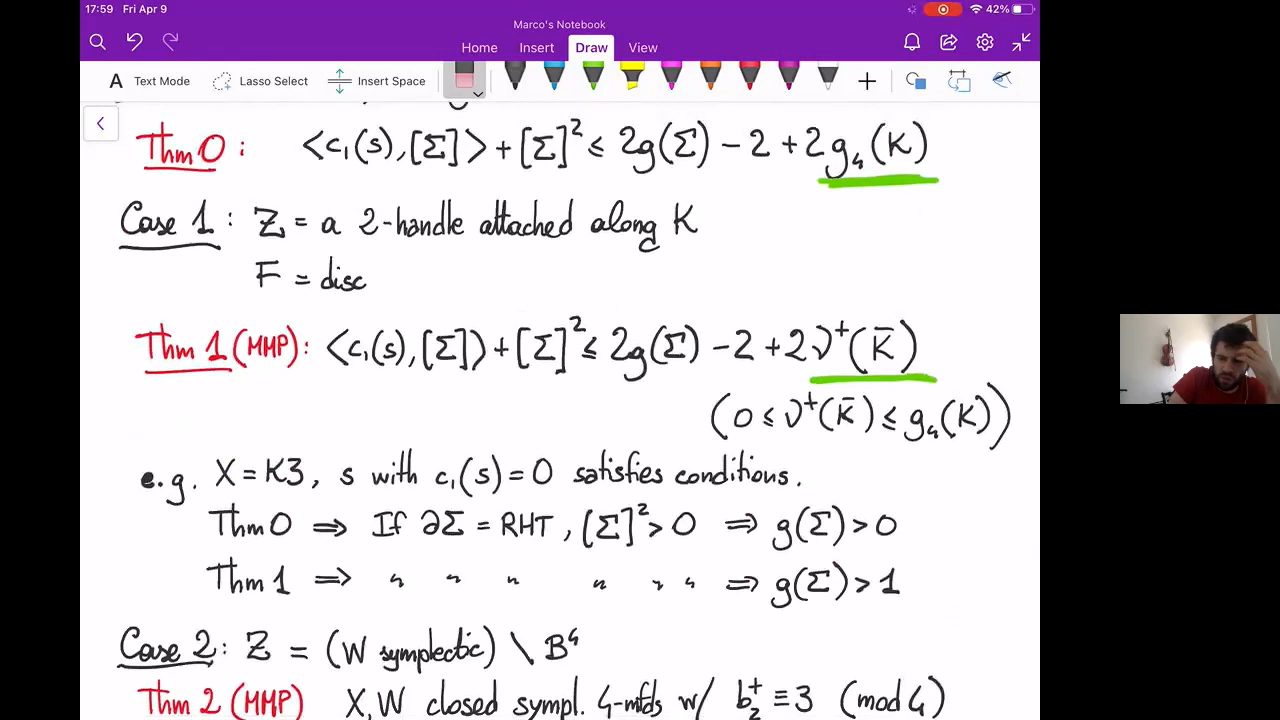 17:59 Fri Apr 9
42%
Marco's Notebook
Home Insert Draw View
A Text Mode Lasso Select Insert Space
Thm 0: <c₁(s), [Σ]> + [Σ]² ≤ 2g(Σ) - 2 + 2g₄(K)
Case 1: Z = a 2-handle attached along K
F = disc
Thm 1 (MMP): <c₁(s), [Σ]> + [Σ]² ≤ 2g(Σ) - 2 + 2ν⁺(K̄)
(0 ≤ ν⁺(K̄) ≤ g₄(K))
e.g. X = K3, s with c₁(s) = 0 satisfies conditions.
Thm 0 ⇒ If ∂Σ = RHT, [Σ]² > 0 ⇒ g(Σ) > 0
Thm 1 ⇒ " " " " " " ⇒ g(Σ) > 1
Case 2: Z = (W symplectic) \ B⁴
Thm 2 (MMP) X, W closed sympl. 4-mfds w/ b₂⁺ ≡ 3 (mod 4)